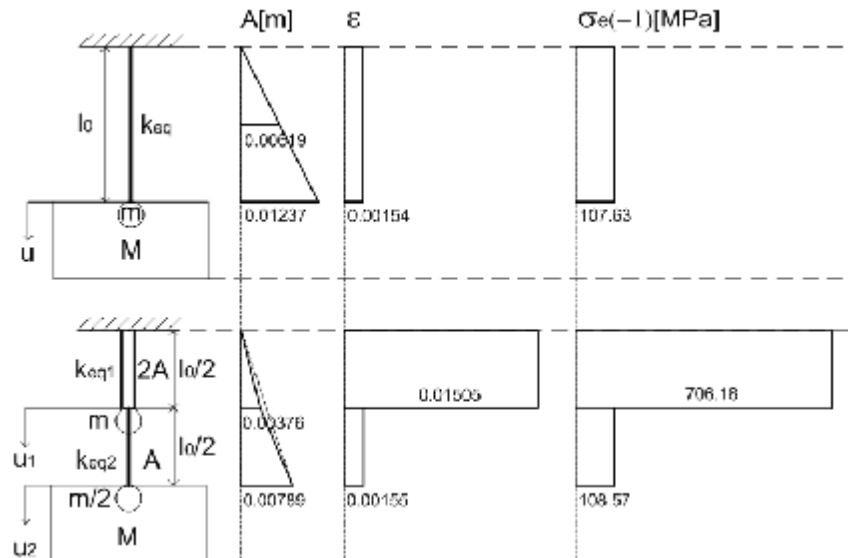 A[m] ε σe(-1)[MPa]
l0 keq
0.00619
m 0.01237 0.00154 107.63
u M
keq1 2A l0/2
0.01505 706.16
m 0.00376
u1 keq2 A l0/2
m/2 0.00789 0.00155 108.57
u2 M